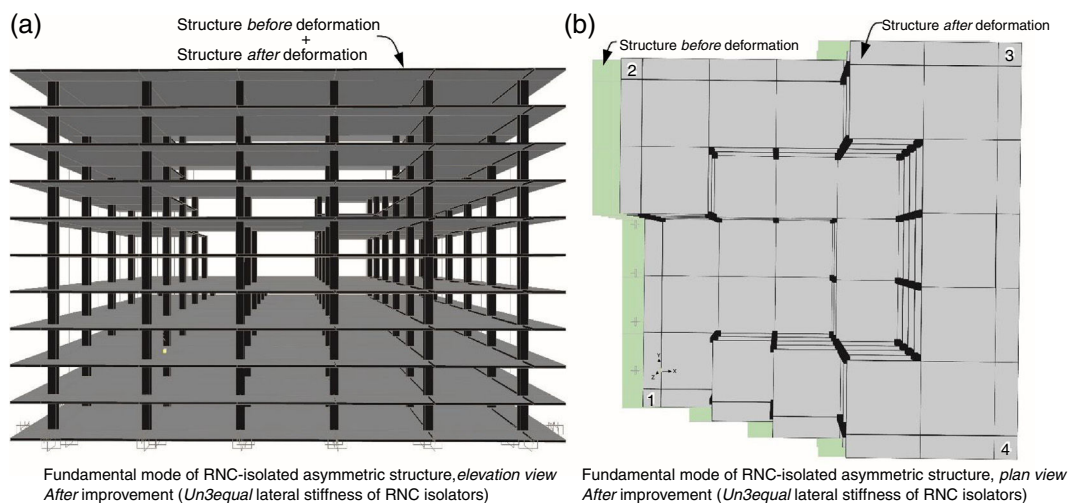 (a)
Structure before deformation
+
Structure after deformation
Fundamental mode of RNC-isolated asymmetric structure,elevation view
After improvement (Un3equal lateral stiffness of RNC isolators)
(b)
Structure before deformation
Structure after deformation
2
3
1
4
Y
Z
X
Fundamental mode of RNC-isolated asymmetric structure, plan view
After improvement (Un3equal lateral stiffness of RNC isolators)